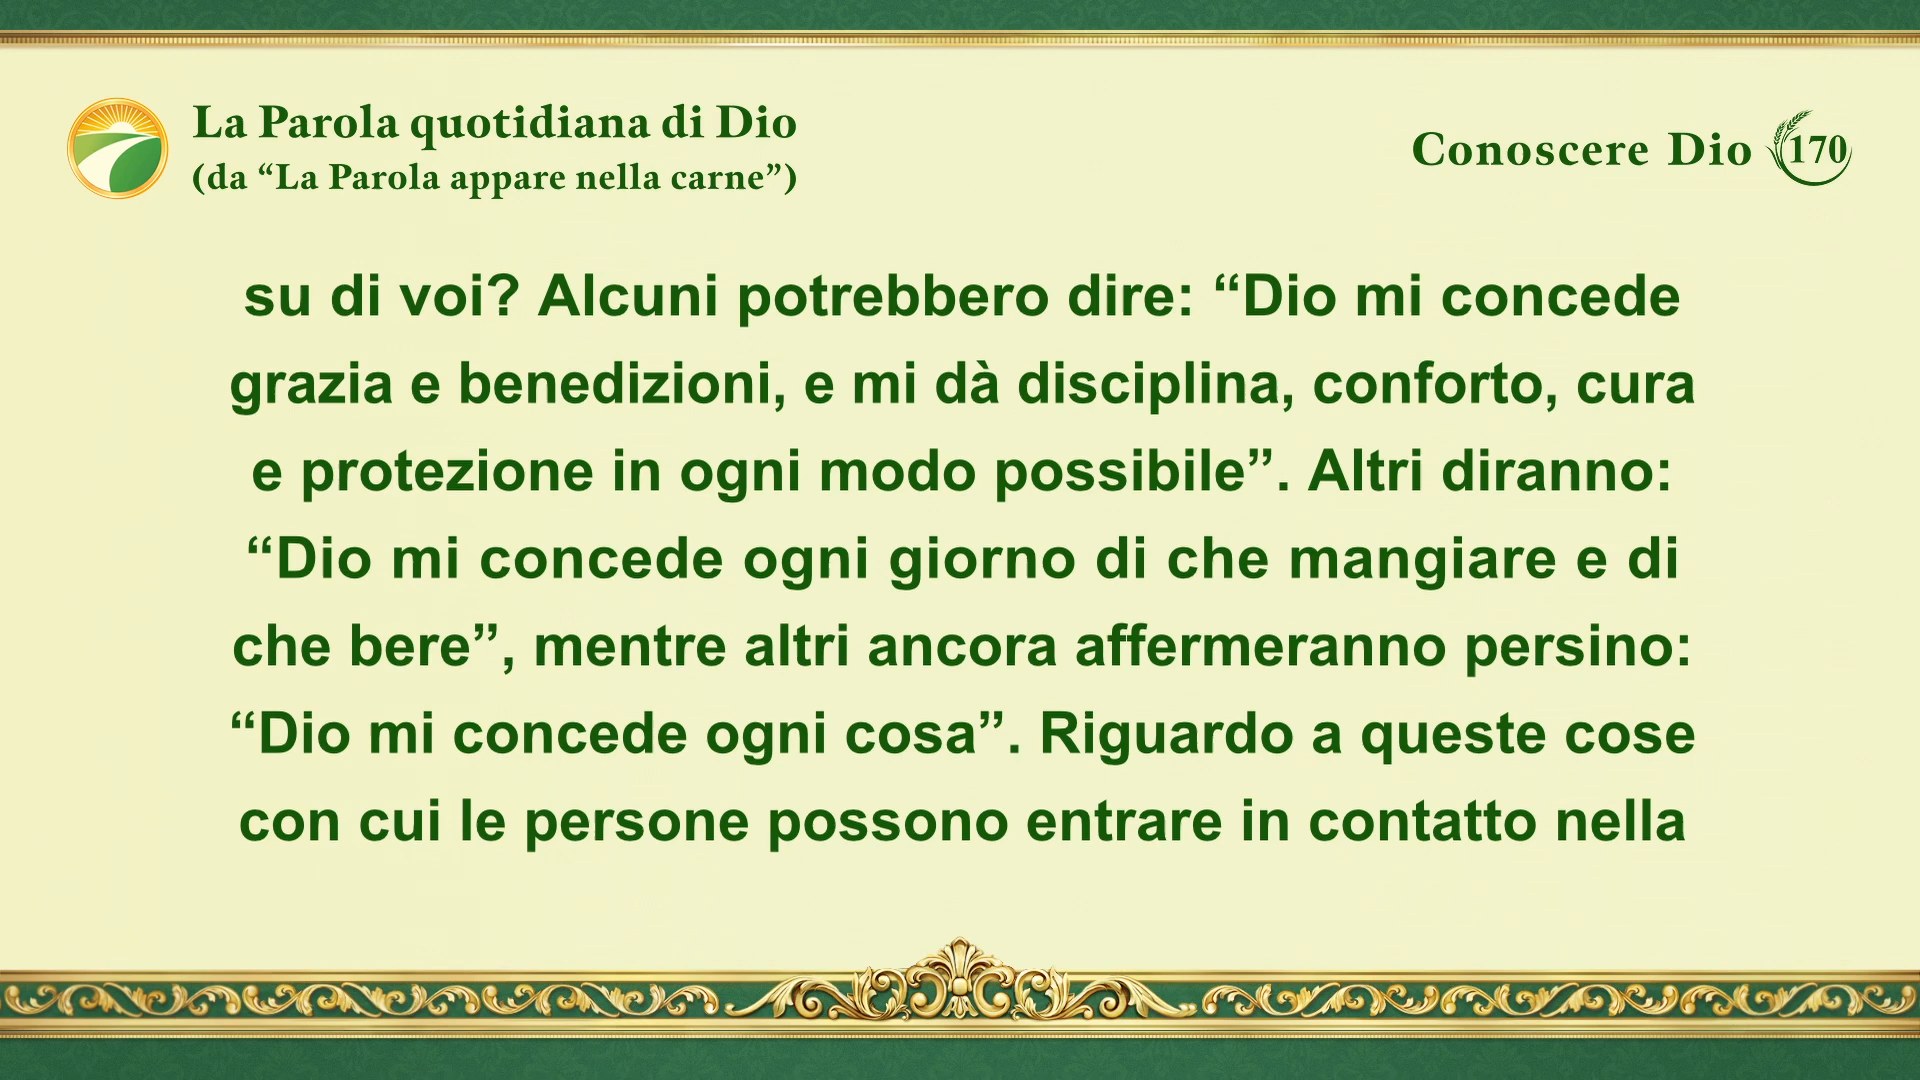 La Parola quotidiana di Dio
(da “La Parola appare nella carne”)
Conoscere Dio 170
su di voi? Alcuni potrebbero dire: “Dio mi concede
grazia e benedizioni, e mi dà disciplina, conforto, cura
e protezione in ogni modo possibile”. Altri diranno:
“Dio mi concede ogni giorno di che mangiare e di
che bere”, mentre altri ancora affermeranno persino:
“Dio mi concede ogni cosa”. Riguardo a queste cose
con cui le persone possono entrare in contatto nella